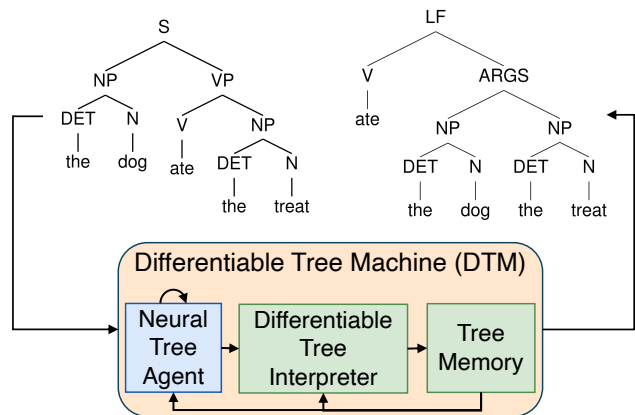 S
NP VP
DET N V NP
the dog ate DET N
the treat
LF
V ARGS
ate NP NP
DET N DET N
the dog the treat
Differentiable Tree Machine (DTM)
Neural
Tree
Agent
Differentiable
Tree
Interpreter
Tree
Memory